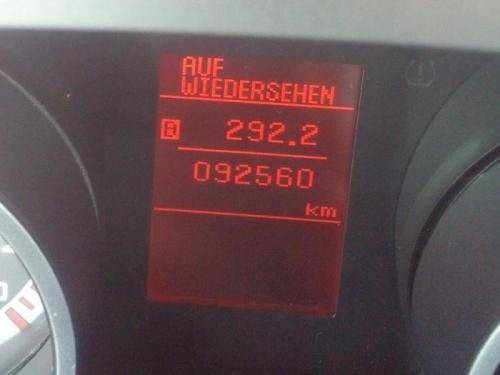 AUF
WIEDERSEHEN
A 292.2
092560
km